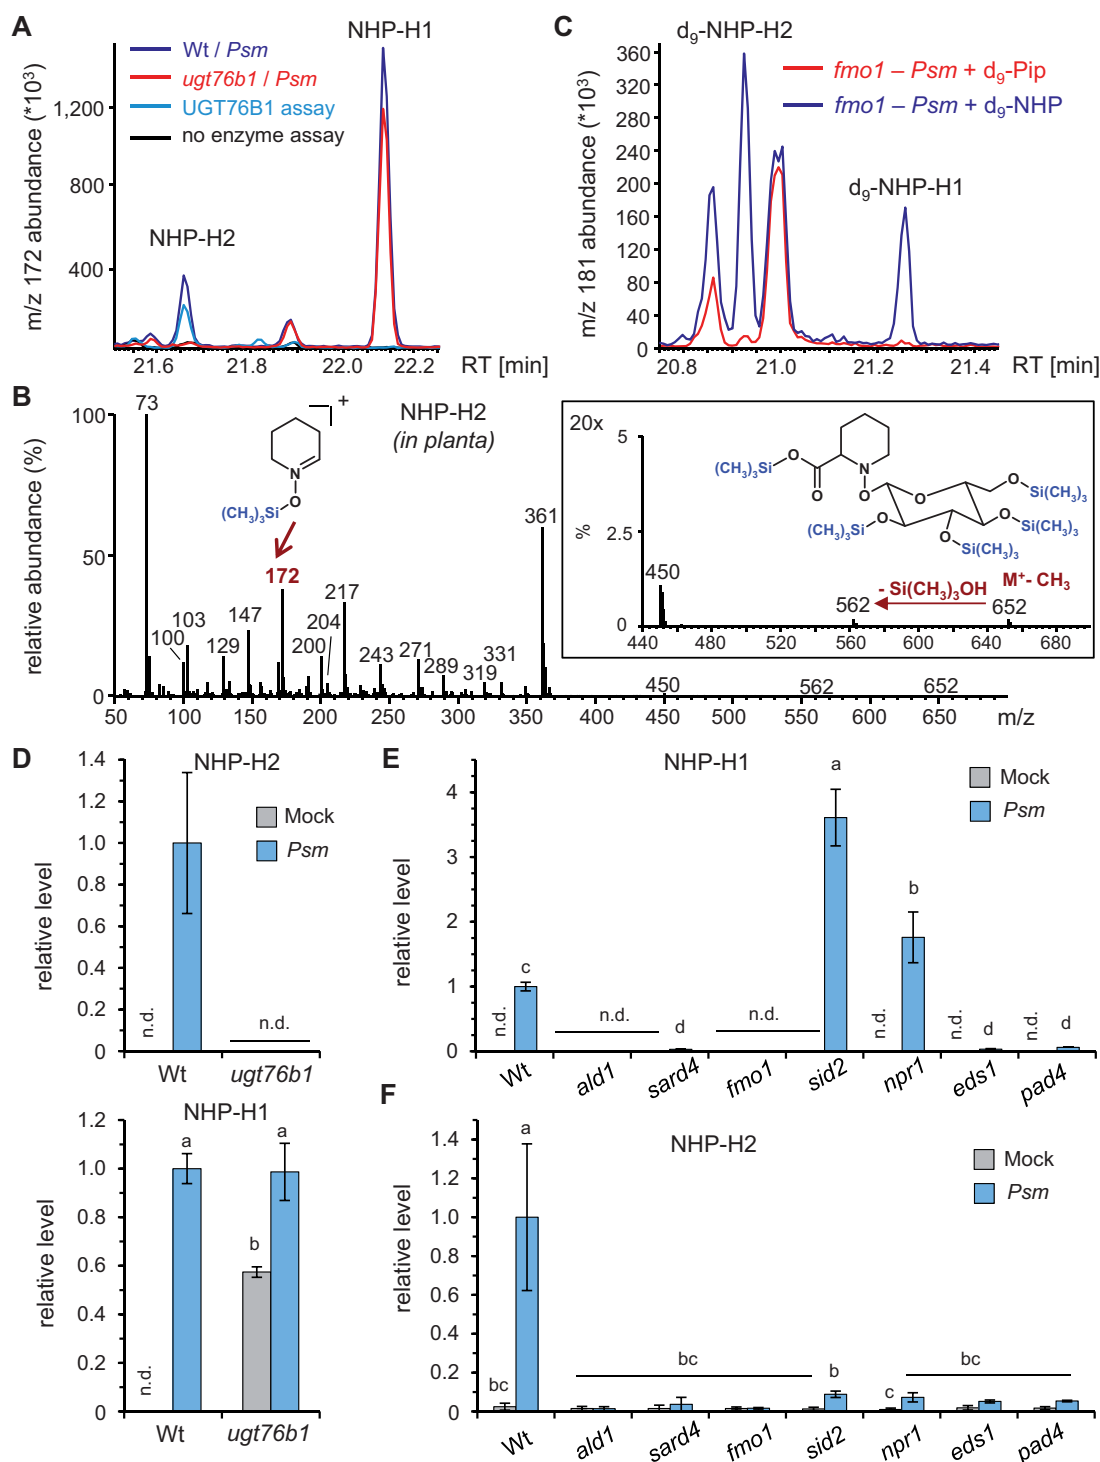 A
NHP-H1
Wt / Psm
ugt76b1 / Psm
UGT76B1 assay
no enzyme assay
m/z 172 abundance (*10³)
1,200
800
400
NHP-H2
21.6
21.8
22.0
22.2
RT [min]
C
d₉-NHP-H2
fmo1 – Psm + d₉-Pip
fmo1 – Psm + d₉-NHP
d₉-NHP-H1
m/z 181 abundance (*10³)
360
320
280
240
200
160
120
80
40
0
20.8
21.0
21.2
21.4
RT [min]
B
NHP-H2
(in planta)
relative abundance (%)
100
50
0
+
N
O
(CH₃)₃Si
73
100
103
129
147
172
200
204
217
243
271
289
319
331
361
450
562
652
50
100
150
200
250
300
350
400
450
500
550
600
650
m/z
20x
5
2.5
0
%
(CH₃)₃Si
O
O
N
O
O
O
Si(CH₃)₃
(CH₃)₃Si
O
O
Si(CH₃)₃
O
Si(CH₃)₃
450
- Si(CH₃)₃OH
M⁺- CH₃
562
652
440
480
520
560
600
640
680
D
NHP-H2
Mock
Psm
relative level
1.4
1.2
1.0
0.8
0.6
0.4
0.2
0
n.d.
n.d.
Wt
ugt76b1
NHP-H1
relative level
1.2
1.0
0.8
0.6
0.4
0.2
0
n.d.
a
b
a
Wt
ugt76b1
E
NHP-H1
Mock
Psm
relative level
4
3
2
1
0
n.d.
c
n.d.
d
n.d.
a
n.d.
b
n.d.
d
n.d.
d
Wt
ald1
sard4
fmo1
sid2
npr1
eds1
pad4
F
NHP-H2
Mock
Psm
relative level
1.4
1.2
1.0
0.8
0.6
0.4
0.2
0
bc
a
bc
b
c
bc
Wt
ald1
sard4
fmo1
sid2
npr1
eds1
pad4